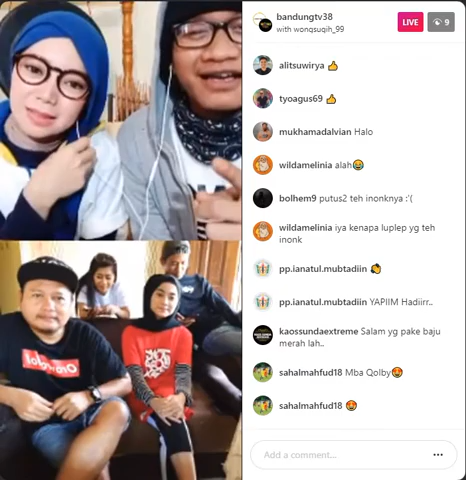 bandungtv38
with wonqsuqih_99
LIVE
9
alitsuwirya 👍
tyoagus69 👍
mukhamadalvian Halo
wildamelinia alah😂
bolhem9 putus2 teh inonknya :'(
wildamelinia iya kenapa luplep yg teh
inonk
pp.ianatul.mubtadiin 👏
pp.ianatul.mubtadiin YAPIIM Hadiirr..
kaossundaextreme Salam yg pake baju
merah lah..
sahalmahfud18 Mba Qolby🤩
sahalmahfud18 🤩
Add a comment...